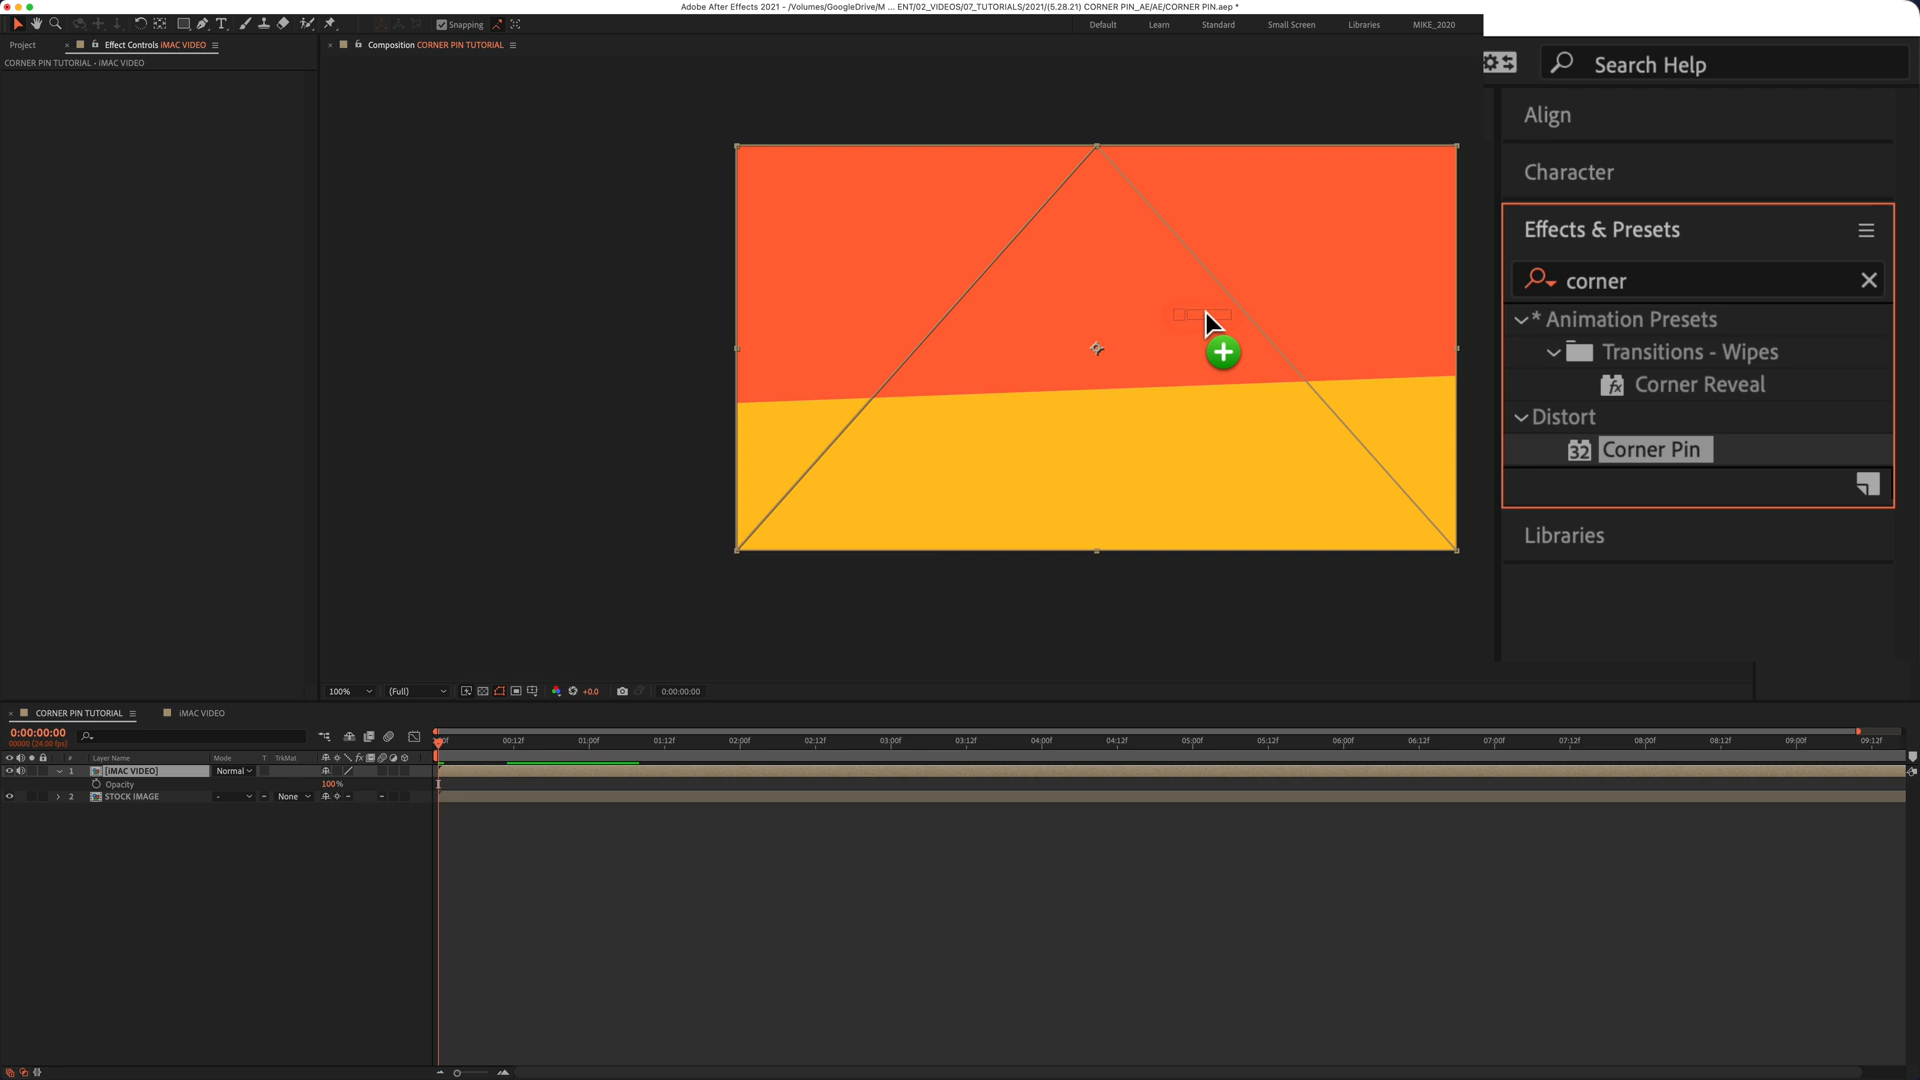 Adobe After Effects 2021 - /Volumes/GoogleDrive/M ... ENT/02_VIDEOS/07_TUTORIALS/2021/(5.28.21) CORNER PIN_AE/AE/CORNER PIN.aep *
Snapping
Default Learn Standard Small Screen Libraries MIKE_2020
Project Effect Controls iMAC VIDEO
Composition CORNER PIN TUTORIAL
CORNER PIN TUTORIAL • iMAC VIDEO
Search Help
Align
Character
Effects & Presets
corner
* Animation Presets
Transitions - Wipes
Corner Reveal
Distort
32 Corner Pin
Libraries
100% (Full) +0.0 0:00:00:00
CORNER PIN TUTORIAL iMAC VIDEO
0:00:00:00
00000 (24.00 fps)
00:12f 01:00f 01:12f 02:00f 02:12f 03:00f 03:12f 04:00f 04:12f 05:00f 05:12f 06:00f 06:12f 07:00f 07:12f 08:00f 08:12f 09:00f 09:12f
# Layer Name Mode T TrkMat
1 [iMAC VIDEO] Normal
Opacity 100%
2 STOCK IMAGE - None